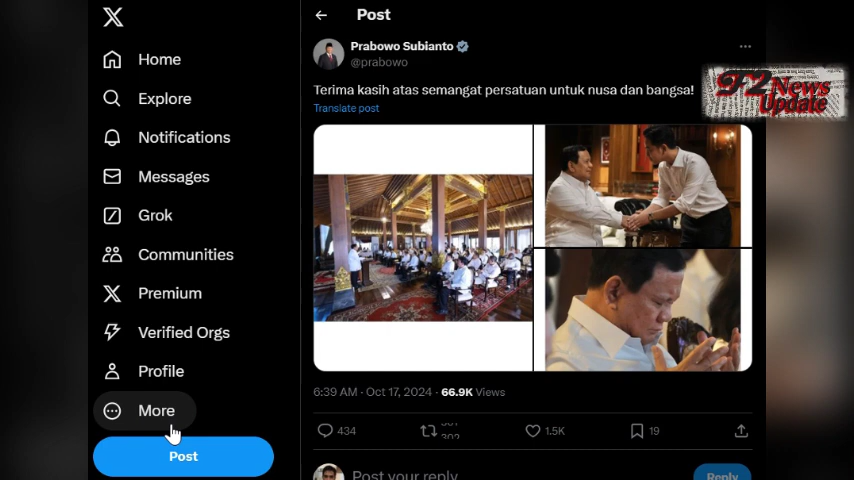 Home
Explore
Notifications
Messages
Grok
Communities
Premium
Verified Orgs
Profile
More
Post
Post
Prabowo Subianto
@prabowo
Terima kasih atas semangat persatuan untuk nusa dan bangsa!
Translate post
6:39 AM · Oct 17, 2024 · 66.9K Views
434
302
1.5K
19
Post your reply
Reply
F2 News
Update